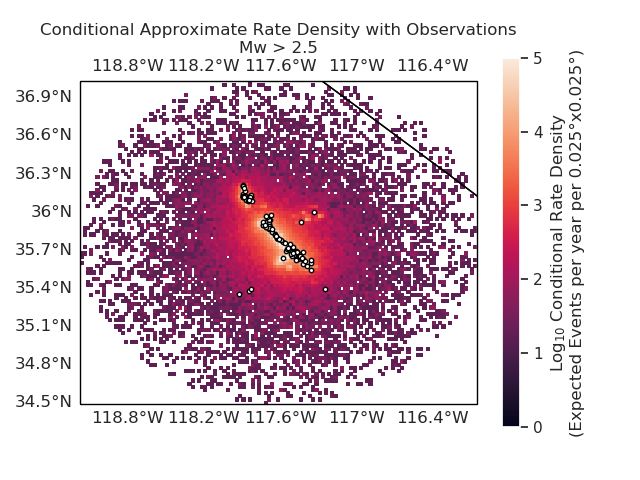 Conditional Approximate Rate Density with Observations
Mw > 2.5
118.8°W 118.2°W 117.6°W 117°W 116.4°W
36.9°N
36.6°N
36.3°N
36°N
35.7°N
35.4°N
35.1°N
34.8°N
34.5°N
118.8°W 118.2°W 117.6°W 117°W 116.4°W
5
4
3
2
1
0
Log₁₀ Conditional Rate Density
(Expected Events per year per 0.025°x0.025°)